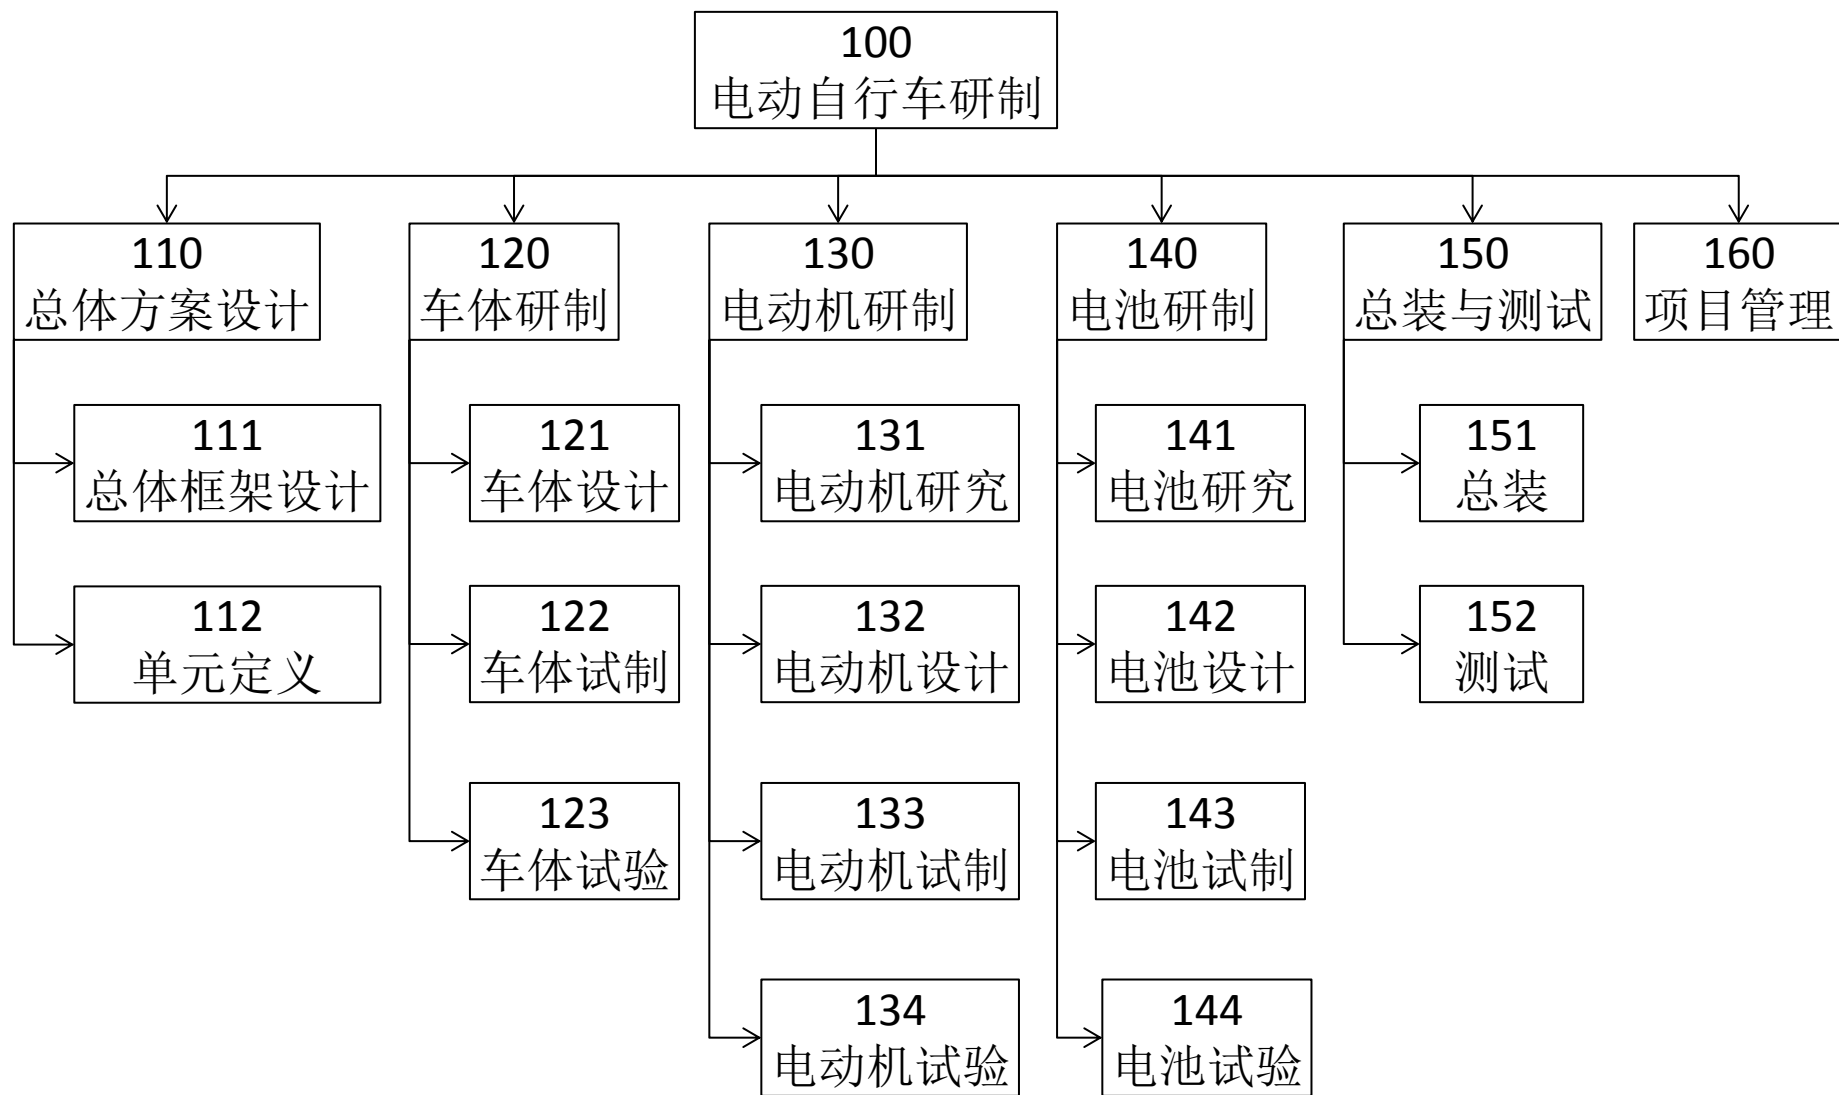 100
电动自行车研制
110
总体方案设计
120
车体研制
130
电动机研制
140
电池研制
150
总装与测试
160
项目管理
111
总体框架设计
121
车体设计
131
电动机研究
141
电池研究
151
总装
112
单元定义
122
车体试制
132
电动机设计
142
电池设计
152
测试
123
车体试验
133
电动机试制
143
电池试制
134
电动机试验
144
电池试验